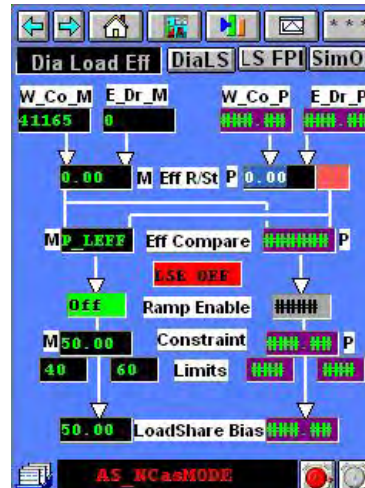 * * *
Dia Load Eff DiaLS LS FPI SimO
W_Co_M E_Dr_M W_Co_P E_Dr_P
41165 0 ###.## ###.##
0.00 M Eff R/St P 0.00
M P_LEFF Eff Compare ###### P
LSE OFF
Off Ramp Enable ####
M 50.00 Constraint ###.## P
40 60 Limits ### ###
50.00 LoadShare Bias ###.##
AS_NCasMODE